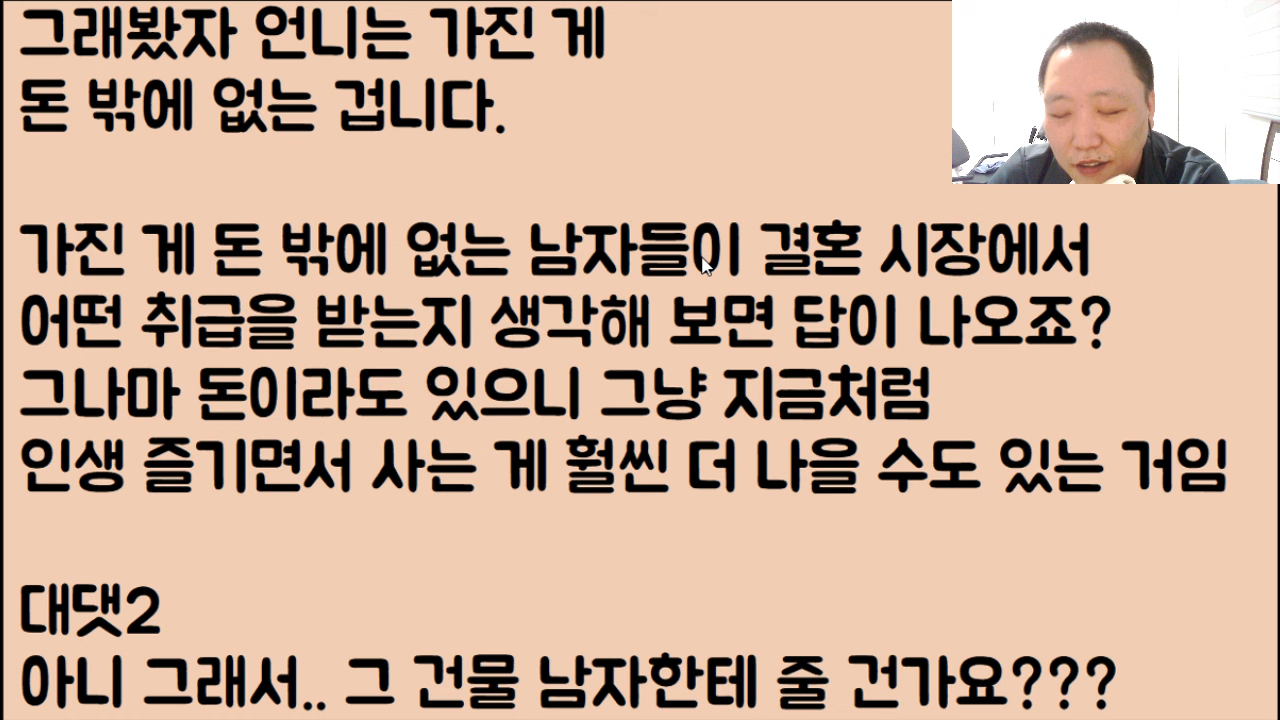 그래봤자 언니는 가진 게
돈 밖에 없는 겁니다.
가진 게 돈 밖에 없는 남자들이 결혼 시장에서
어떤 취급을 받는지 생각해 보면 답이 나오죠?
그나마 돈이라도 있으니 그냥 지금처럼
인생 즐기면서 사는 게 훨씬 더 나을 수도 있는 거임
대댓2
아니 그래서.. 그 건물 남자한테 줄 건가요???